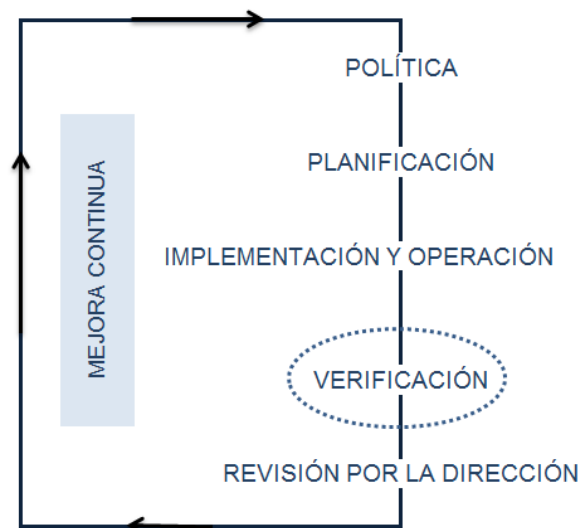 POLÍTICA
PLANIFICACIÓN
MEJORA CONTINUA
IMPLEMENTACIÓN Y OPERACIÓN
VERIFICACIÓN
REVISIÓN POR LA DIRECCIÓN